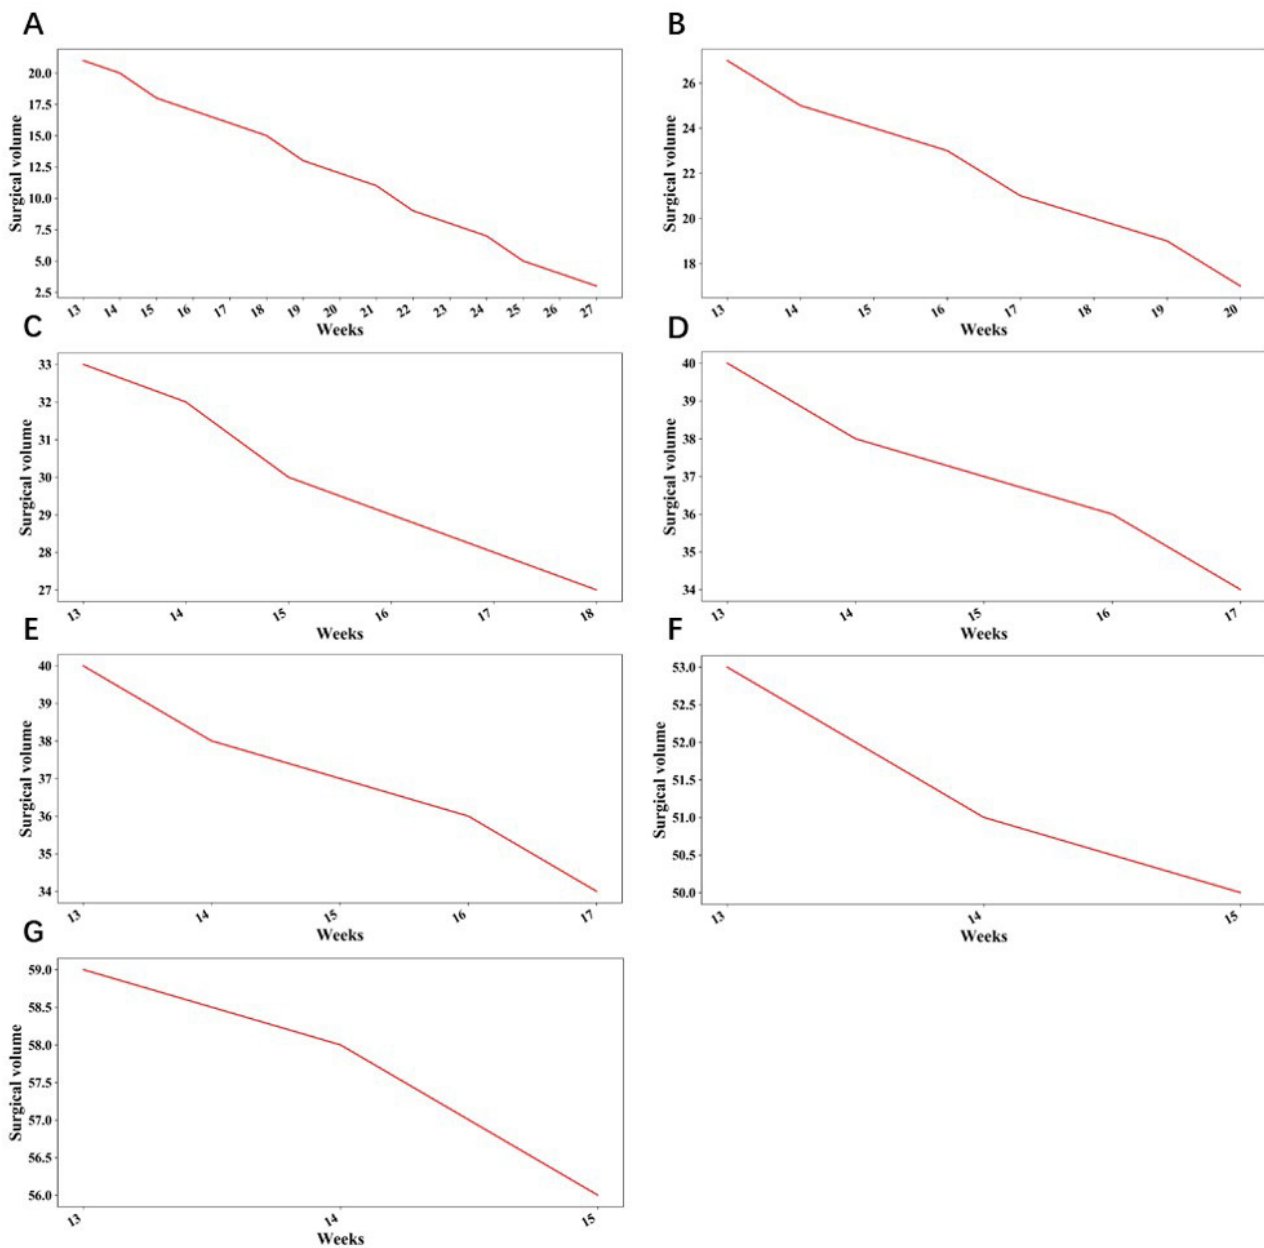 A
Surgical volume
20.0
17.5
15.0
12.5
10.0
7.5
5.0
2.5
13 14 15 16 17 18 19 20 21 22 23 24 25 26 27
Weeks
B
Surgical volume
26
24
22
20
18
13 14 15 16 17 18 19 20
Weeks
C
Surgical volume
33
32
31
30
29
28
27
13 14 15 16 17 18
Weeks
D
Surgical volume
40
39
38
37
36
35
34
13 14 15 16 17
Weeks
E
Surgical volume
40
39
38
37
36
35
34
13 14 15 16 17
Weeks
F
Surgical volume
53.0
52.5
52.0
51.5
51.0
50.5
50.0
13 14 15
Weeks
G
Surgical volume
59.0
58.5
58.0
57.5
57.0
56.5
56.0
13 14 15
Weeks